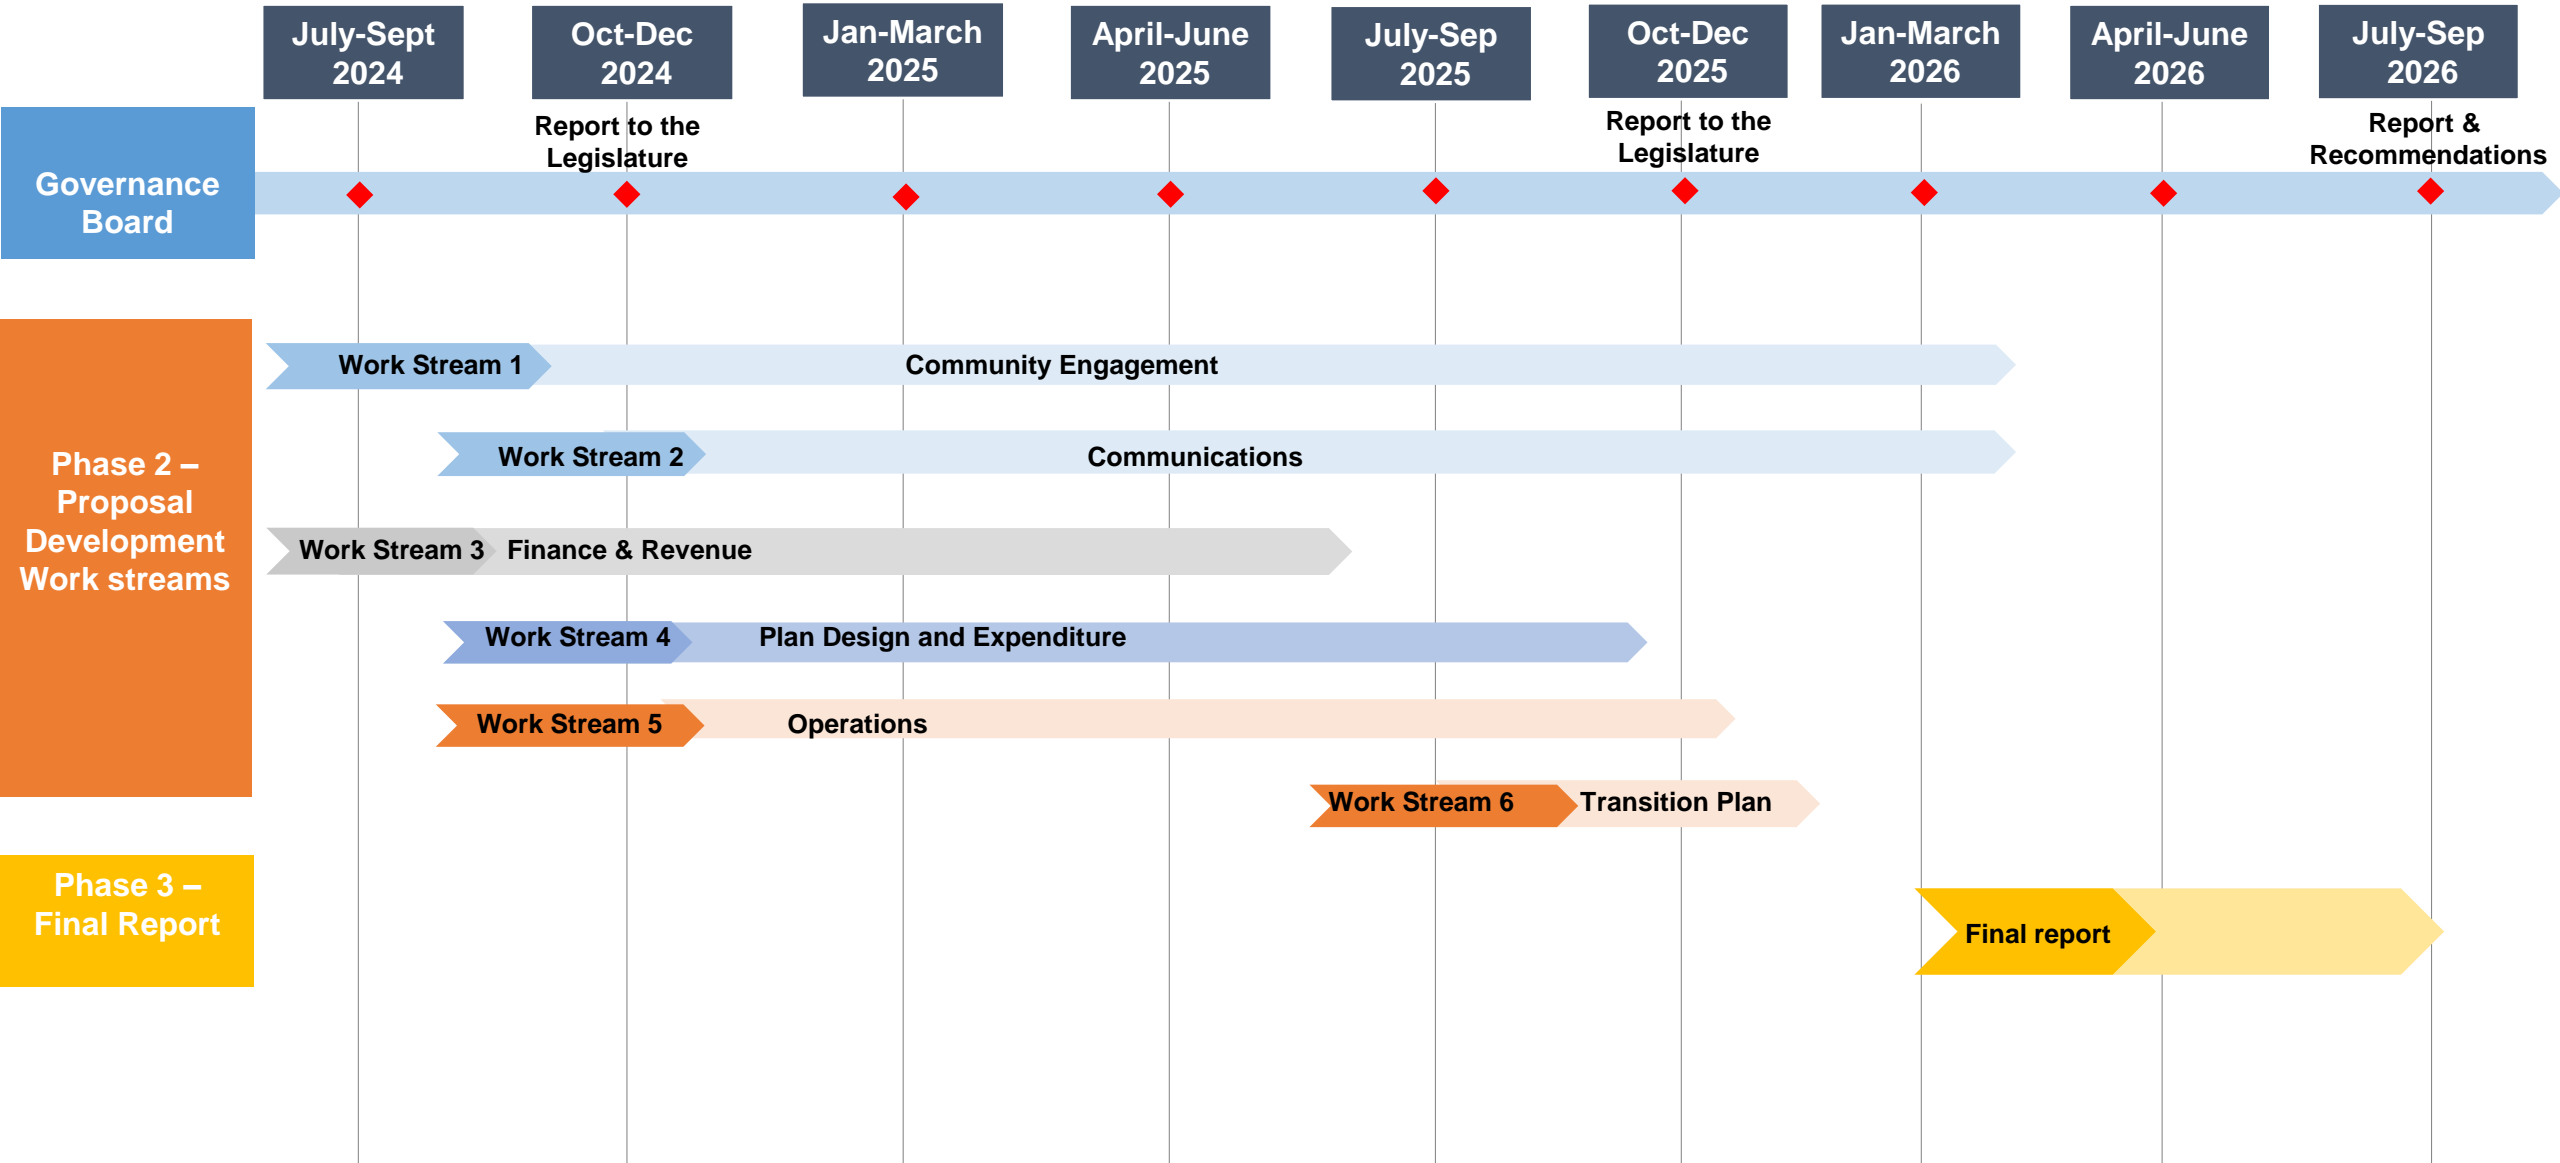 July-Sept
2024
Oct-Dec
2024
Jan-March
2025
April-June
2025
July-Sep
2025
Oct-Dec
2025
Jan-March
2026
April-June
2026
July-Sep
2026
Report to the
Legislature
Report to the
Legislature
Report &
Recommendations
Governance
Board
Phase 2 –
Proposal
Development
Work streams
Work Stream 1
Community Engagement
Work Stream 2
Communications
Work Stream 3
Finance & Revenue
Work Stream 4
Plan Design and Expenditure
Work Stream 5
Operations
Work Stream 6
Transition Plan
Phase 3 –
Final Report
Final report